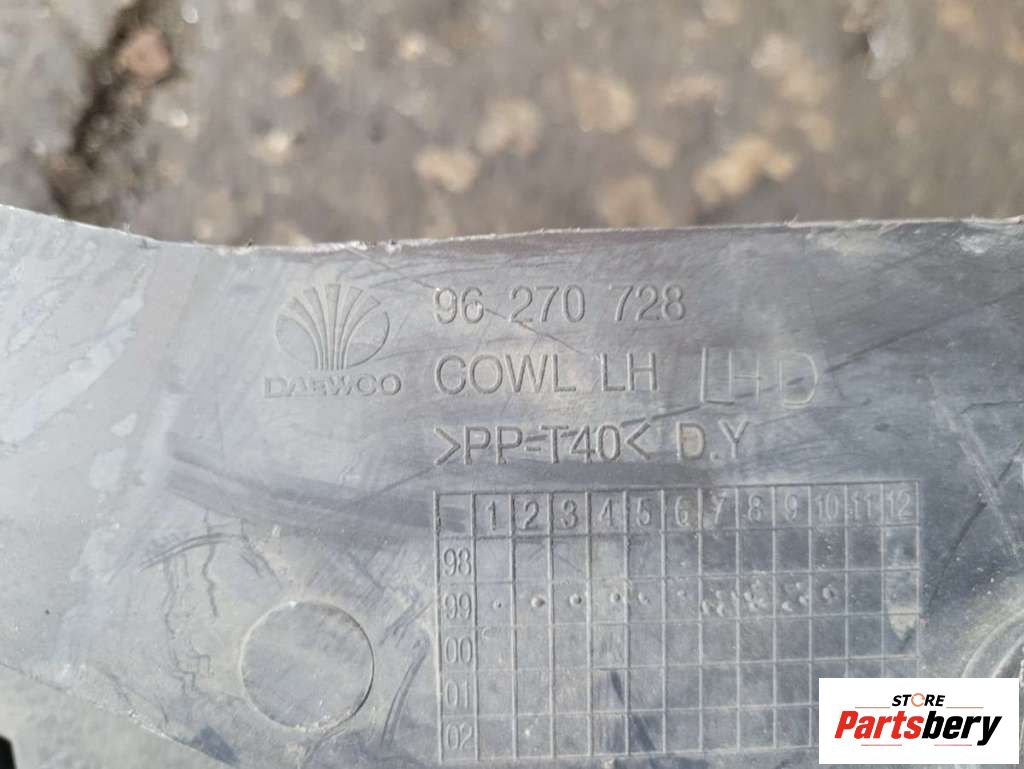 96 270 728
DAEWOO
COWL LH LHD
>PP-T40< D.Y
1 2 3 4 5 6 7 8 9 10 11 12
98
99
00
01
02
STORE
Partsbery